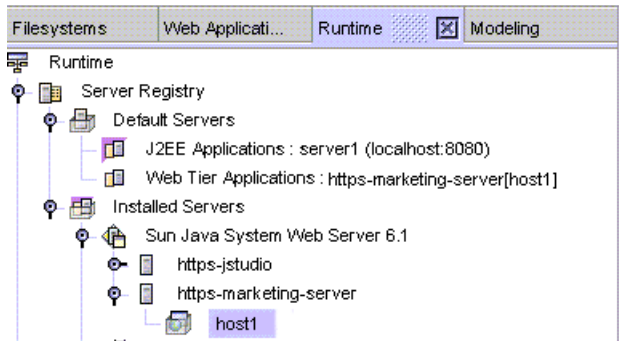 Filesystems Web Applicati... Runtime Modeling
Runtime
Server Registry
Default Servers
J2EE Applications : server1 (localhost:8080)
Web Tier Applications : https-marketing-server[host1]
Installed Servers
Sun Java System Web Server 6.1
https-jstudio
https-marketing-server
host1